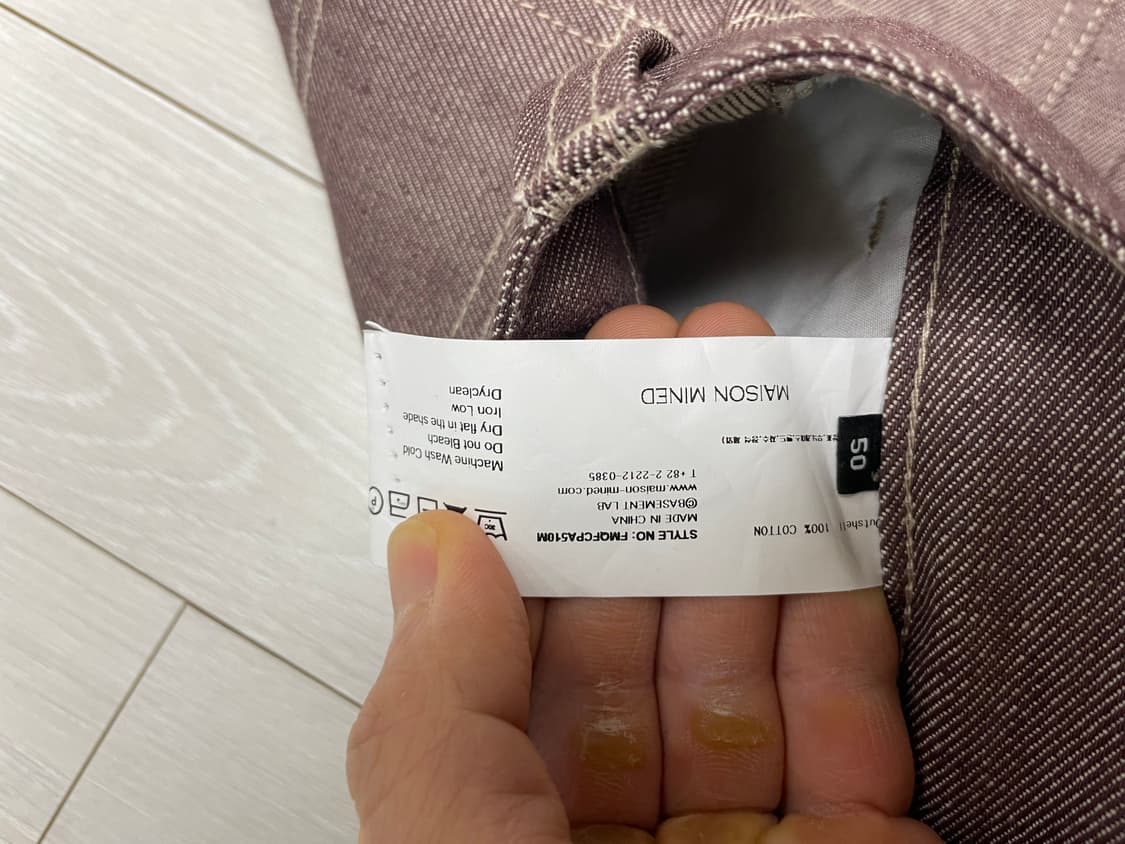 Outshell 100% COTTON
STYLE NO: FMQFCPA510M
MADE IN CHINA
©BASEMENT LAB
www.maison-mined.com
T +82 2-2212-0385
MAISON MINED
30C
Machine Wash Cold
Do not Bleach
Dry flat in the shade
Iron Low
Dryclean
P
50